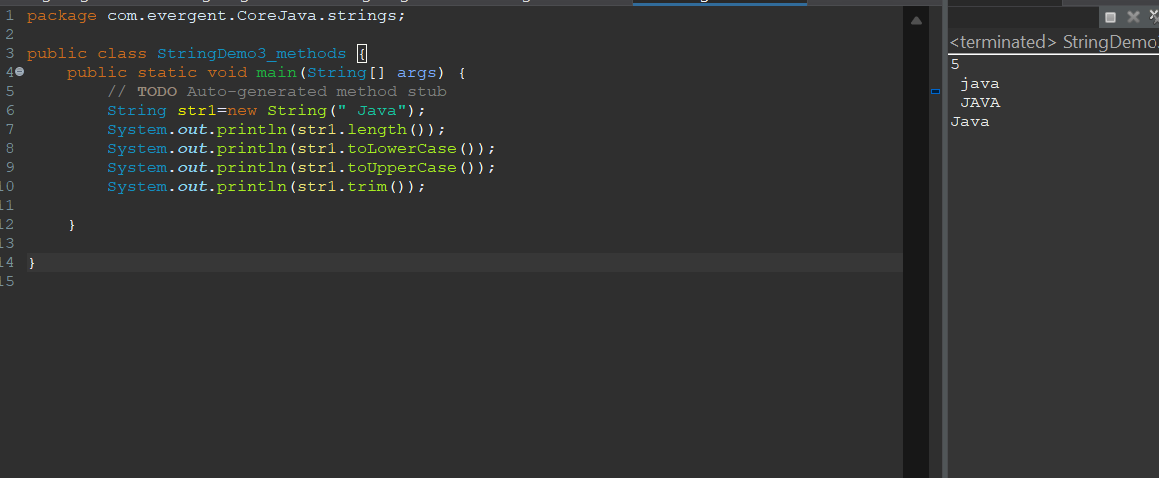 1 package com.evergent.CoreJava.strings;
2
3 public class StringDemo3_methods {
4 public static void main(String[] args) {
5 // TODO Auto-generated method stub
6 String str1=new String(" Java");
7 System.out.println(str1.length());
8 System.out.println(str1.toLowerCase());
9 System.out.println(str1.toUpperCase());
10 System.out.println(str1.trim());
11
12 }
13
14 }
15
<terminated> StringDemo3
5
 java
 JAVA
Java